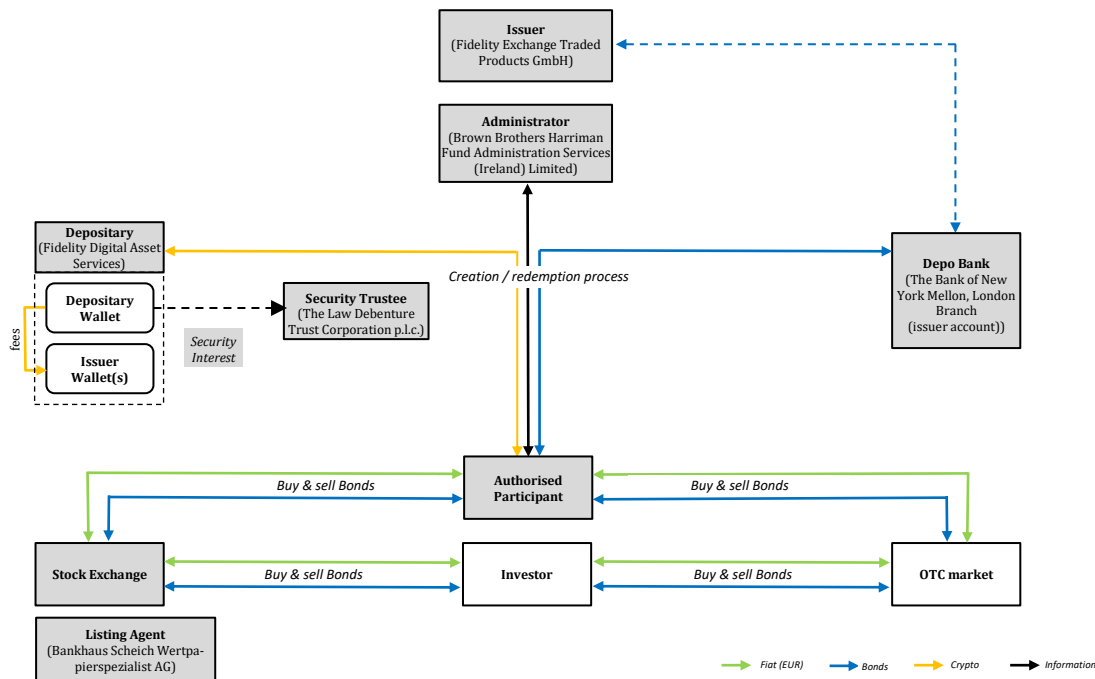 Issuer
(Fidelity Exchange Traded
Products GmbH)
Administrator
(Brown Brothers Harriman
Fund Administration Services
(Ireland) Limited)
Depositary
(Fidelity Digital Asset
Services)
Creation / redemption process
Depo Bank
(The Bank of New
York Mellon, London
Branch
(issuer account))
Depositary
Wallet
Security Trustee
(The Law Debenture
Trust Corporation p.l.c.)
fees
Security
Interest
Issuer
Wallet(s)
Authorised
Participant
Buy & sell Bonds
Buy & sell Bonds
Stock Exchange
Buy & sell Bonds
Investor
Buy & sell Bonds
OTC market
Listing Agent
(Bankhaus Scheich Wertpa-
pierspezialist AG)
Fiat (EUR)
Bonds
Crypto
Information